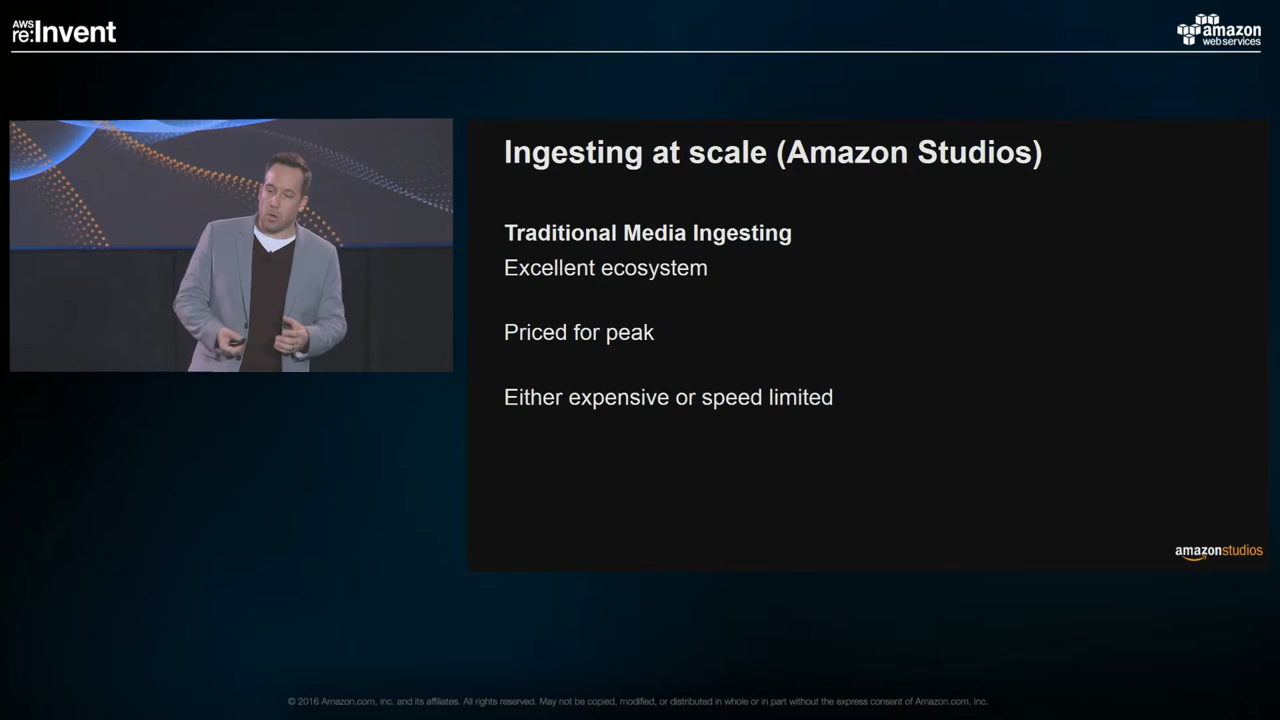 AWS
re:Invent
amazon
webservices
Ingesting at scale (Amazon Studios)
Traditional Media Ingesting
Excellent ecosystem
Priced for peak
Either expensive or speed limited
amazonstudios
© 2016 Amazon.com, Inc. and its affiliates. All rights reserved. May not be copied, modified, or distributed in whole or in part without the express consent of Amazon.com, Inc.